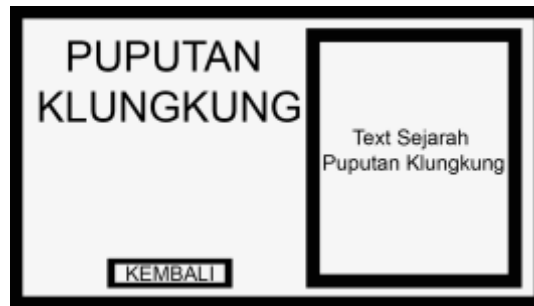 PUPUTAN
KLUNGKUNG
Text Sejarah
Puputan Klungkung
KEMBALI